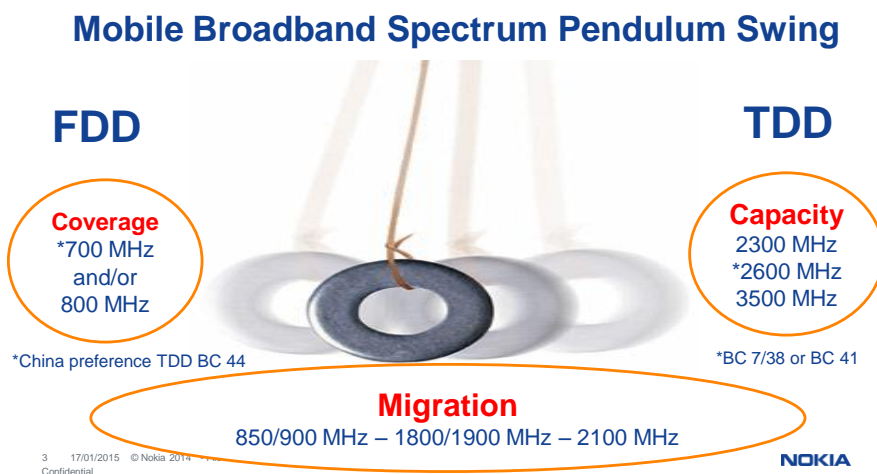 Mobile Broadband Spectrum Pendulum Swing
FDD
TDD
Coverage
*700 MHz
and/or
800 MHz
Capacity
2300 MHz
*2600 MHz
3500 MHz
*China preference TDD BC 44
*BC 7/38 or BC 41
Migration
850/900 MHz – 1800/1900 MHz – 2100 MHz
3 17/01/2015 © Nokia 2014
Confidential
NOKIA